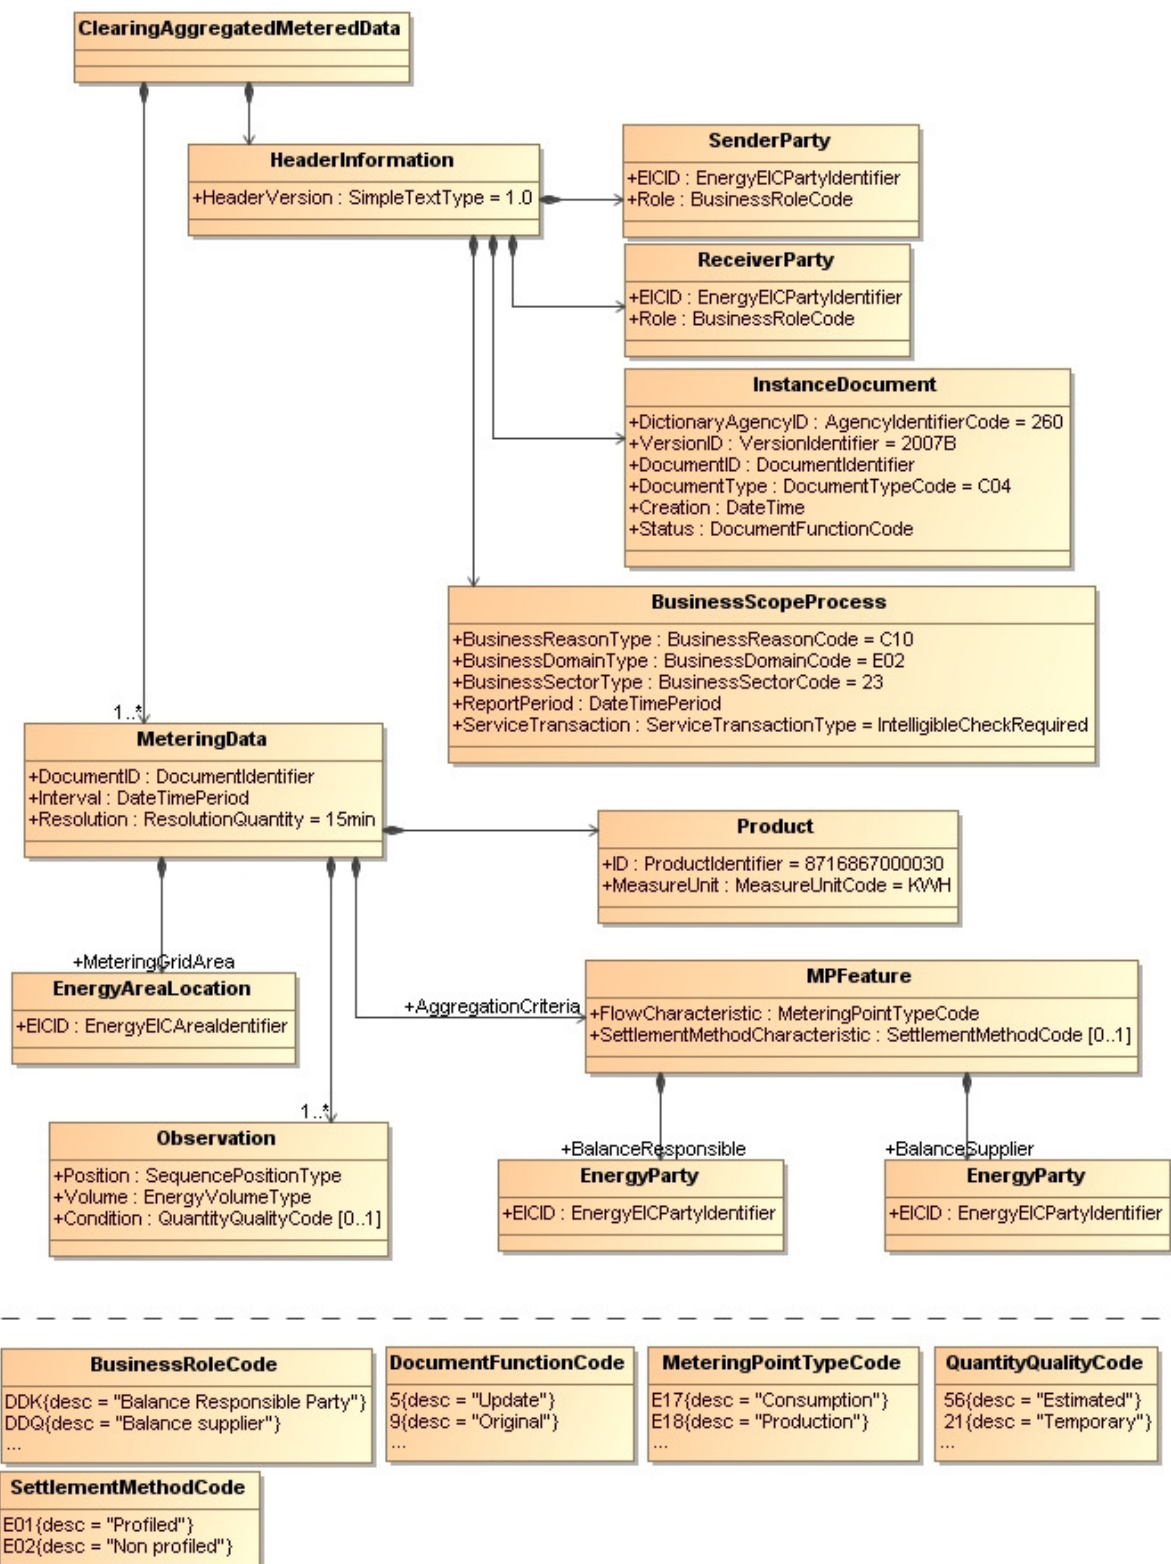 ClearingAggregatedMeteredData
HeaderInformation
+HeaderVersion : SimpleTextType = 1.0
SenderParty
+EICID : EnergyEICPartyIdentifier
+Role : BusinessRoleCode
ReceiverParty
+EICID : EnergyEICPartyIdentifier
+Role : BusinessRoleCode
InstanceDocument
+DictionaryAgencyID : AgencyIdentifierCode = 260
+VersionID : VersionIdentifier = 2007B
+DocumentID : DocumentIdentifier
+DocumentType : DocumentTypeCode = C04
+Creation : DateTime
+Status : DocumentFunctionCode
BusinessScopeProcess
+BusinessReasonType : BusinessReasonCode = C10
+BusinessDomainType : BusinessDomainCode = E02
+BusinessSectorType : BusinessSectorCode = 23
+ReportPeriod : DateTimePeriod
+ServiceTransaction : ServiceTransactionType = IntelligibleCheckRequired
1..*
MeteringData
+DocumentID : DocumentIdentifier
+Interval : DateTimePeriod
+Resolution : ResolutionQuantity = 15min
Product
+ID : ProductIdentifier = 8716867000030
+MeasureUnit : MeasureUnitCode = KWH
+MeteringGridArea
EnergyAreaLocation
+EICID : EnergyEICAreaIdentifier
+AggregationCriteria
MPFeature
+FlowCharacteristic : MeteringPointTypeCode
+SettlementMethodCharacteristic : SettlementMethodCode [0..1]
1..*
Observation
+Position : SequencePositionType
+Volume : EnergyVolumeType
+Condition : QuantityQualityCode [0..1]
+BalanceResponsible
EnergyParty
+EICID : EnergyEICPartyIdentifier
+BalanceSupplier
EnergyParty
+EICID : EnergyEICPartyIdentifier
BusinessRoleCode
DDK{desc = "Balance Responsible Party"}
DDQ{desc = "Balance supplier"}
...
DocumentFunctionCode
5{desc = "Update"}
9{desc = "Original"}
...
MeteringPointTypeCode
E17{desc = "Consumption"}
E18{desc = "Production"}
...
QuantityQualityCode
56{desc = "Estimated"}
21{desc = "Temporary"}
...
SettlementMethodCode
E01{desc = "Profiled"}
E02{desc = "Non profiled"}